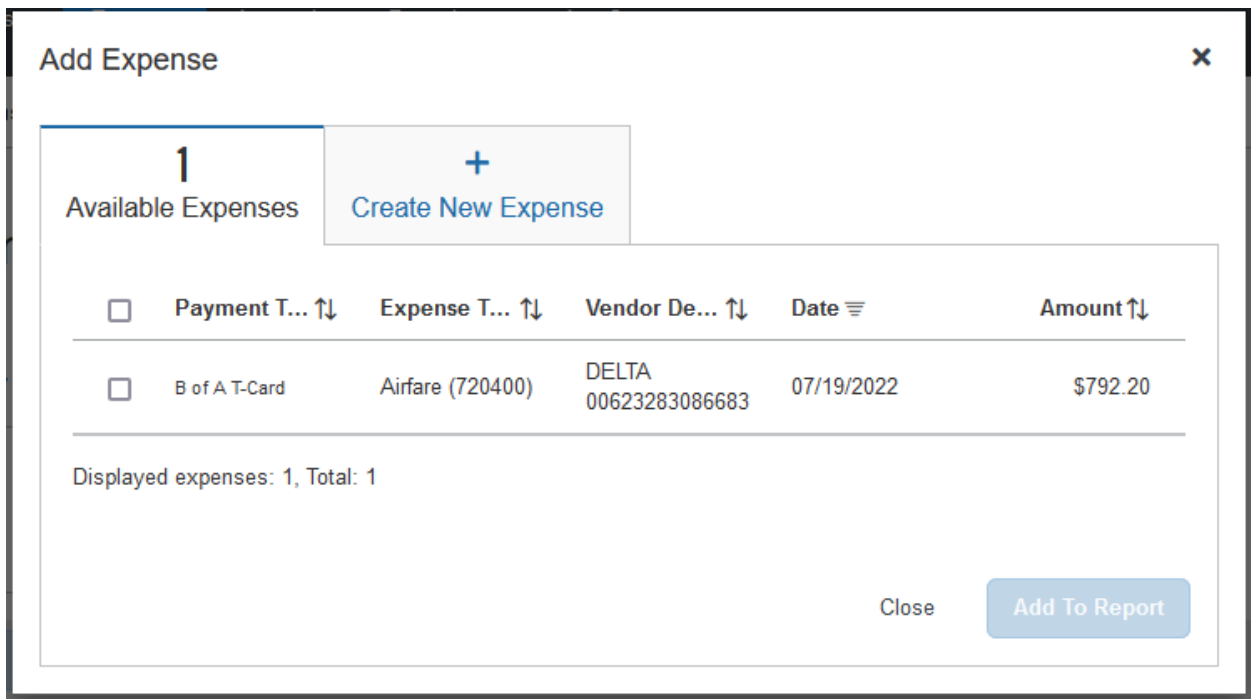 Add Expense
1
Available Expenses
+
Create New Expense
Payment T... Expense T... Vendor De... Date Amount
B of A T-Card Airfare (720400) DELTA 07/19/2022 $792.20
00623283086683
Displayed expenses: 1, Total: 1
Close Add To Report